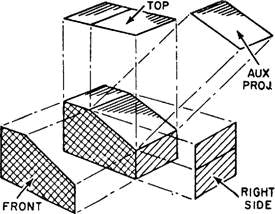 TOP
AUX
PROJ.
FRONT
RIGHT
SIDE